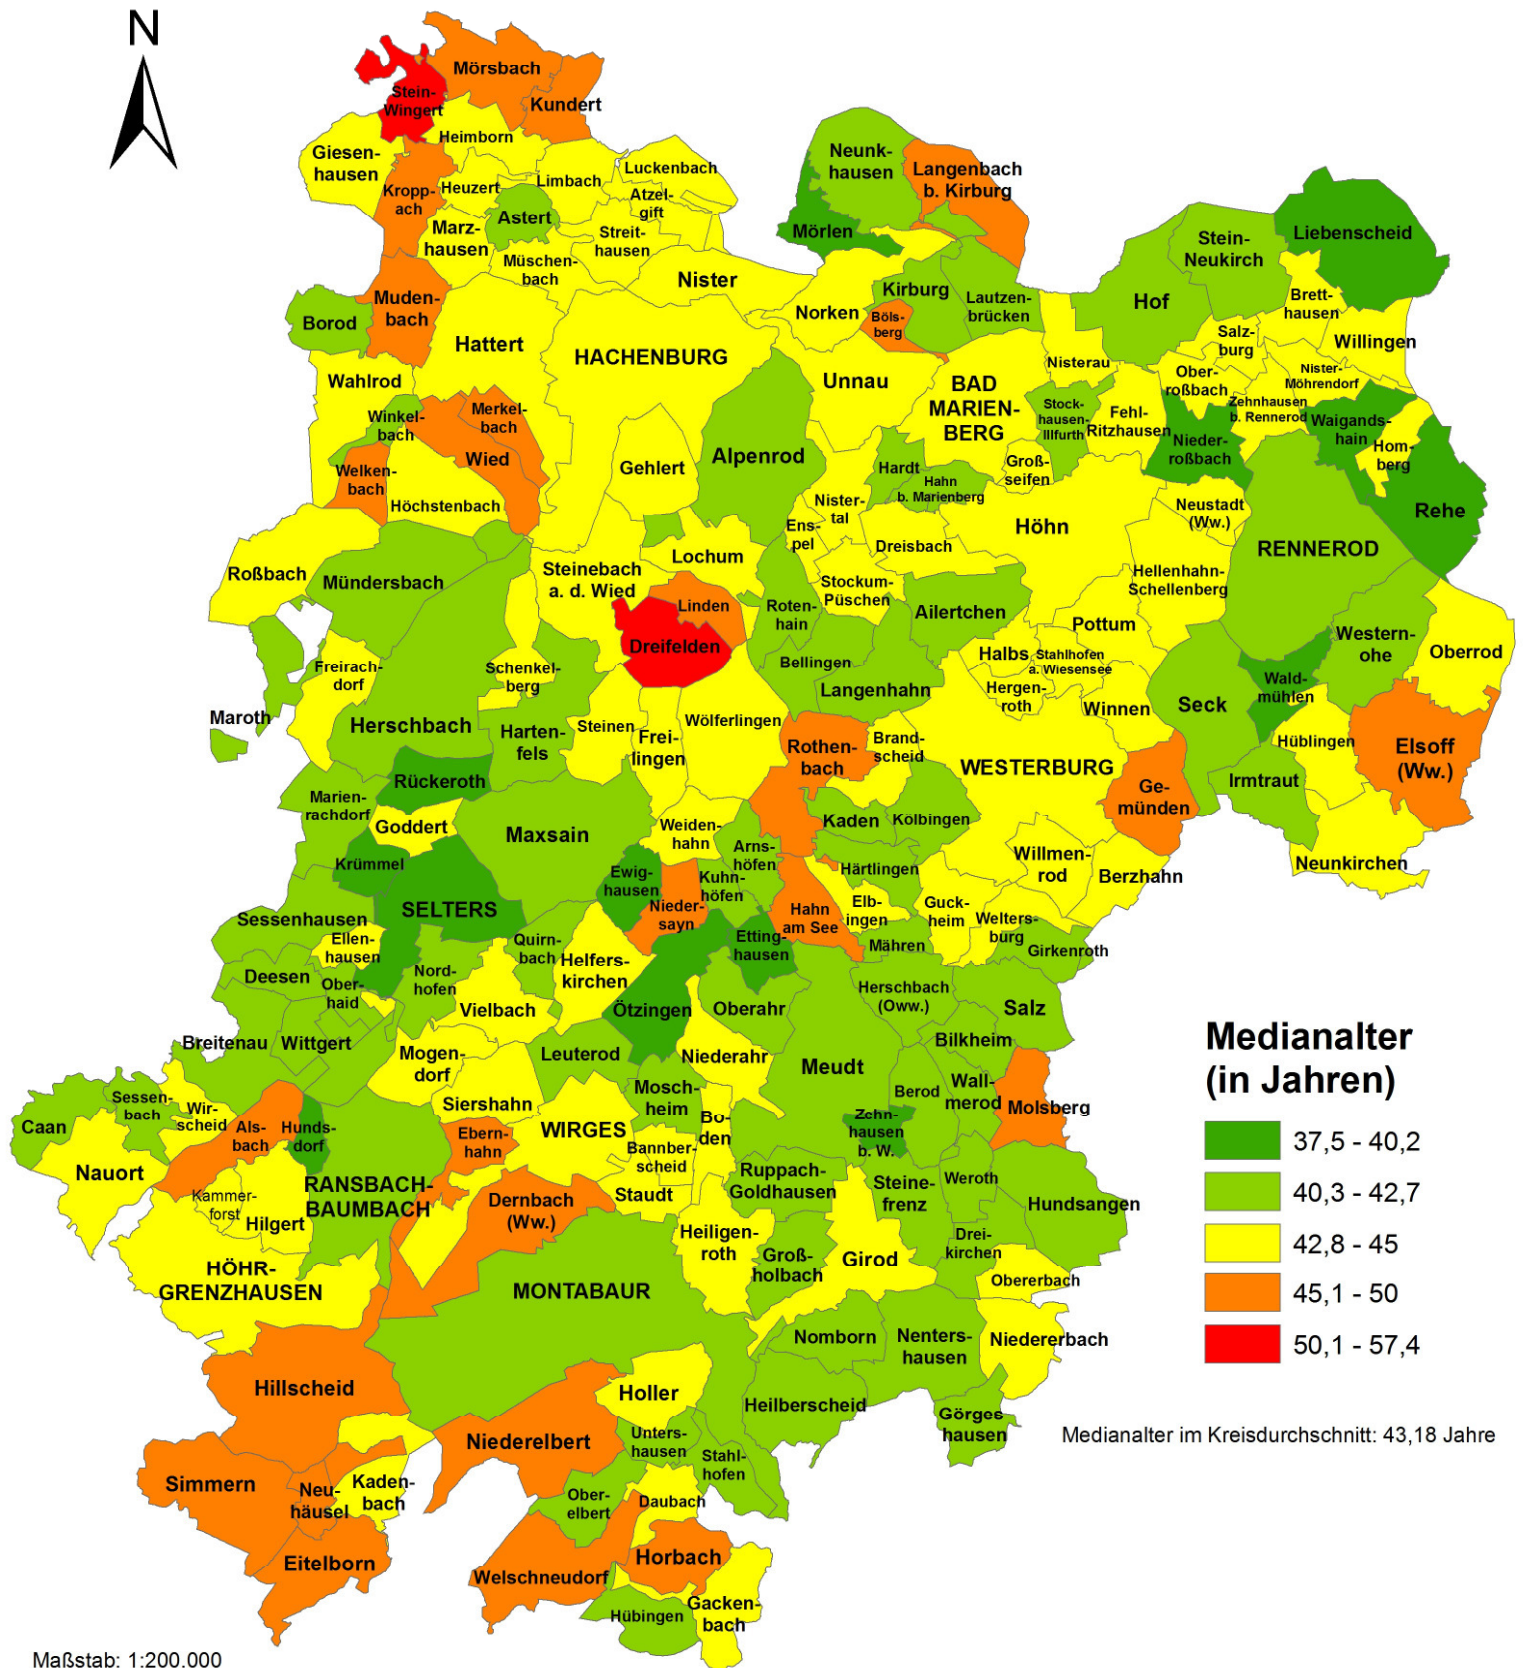 N
Mörsbach
Stein-
Wingert
Kundert
Heimborn
Giesen-
hausen
Kropp-
ach
Heuzert
Limbach
Luckenbach
Atzel-
gift
Astert
Marz-
hausen
Streit-
hausen
Müschen-
bach
Nister
Neunk-
hausen
Langenbach
b. Kirburg
Mörlen
Stein-
Neukirch
Liebenscheid
Muden-
bach
Borod
Hattert
HACHENBURG
Norken
Kirburg
Böls-
berg
Lautzen-
brücken
Hof
Brett-
hausen
Salz-
burg
Willingen
Wahlrod
Unnau
BAD
MARIEN-
BERG
Nisterau
Ober-
roßbach
Nister-
Möhrendorf
Zehnhausen
b. Rennerod
Winkel-
bach
Merkel-
bach
Wied
Stock-
hausen-
Illfurth
Fehl-
Ritzhausen
Nieder-
roßbach
Waigands-
hain
Hom-
berg
Welken-
bach
Höchstenbach
Gehlert
Alpenrod
Hardt
Hahn
b. Marienberg
Groß-
seifen
Rehe
Nister-
tal
Ens-
pel
Dreisbach
Höhn
Neustadt
(Ww.)
RENNEROD
Roßbach
Mündersbach
Steinebach
a. d. Wied
Lochum
Stockum-
Püschen
Hellenhahn-
Schellenberg
Linden
Dreifelden
Roten-
hain
Ailertchen
Pottum
Western-
ohe
Oberrod
Freirach-
dorf
Schenkel-
berg
Bellingen
Langenhahn
Halbs
Stahlhofen
a. Wiesensee
Hergen-
roth
Winnen
Seck
Wald-
mühlen
Maroth
Herschbach
Harten-
fels
Steinen
Frei-
lingen
Wölferlingen
Rothen-
bach
Brand-
scheid
WESTERBURG
Ge-
münden
Hüblingen
Elsoff
(Ww.)
Irmtraut
Rückeroth
Marien-
rachdorf
Goddert
Maxsain
Weiden-
hahn
Kaden
Kölbingen
Arns-
höfen
Härtlingen
Willmen-
rod
Berzhahn
Neunkirchen
Krümmel
SELTERS
Ewig-
hausen
Kuhn-
höfen
Nieder-
sayn
Hahn
am See
Elb-
ingen
Guck-
heim
Welters-
burg
Girkenroth
Sessenhausen
Ellen-
hausen
Quirn-
bach
Helfers-
kirchen
Etting-
hausen
Mähren
Deesen
Ober-
haid
Nord-
hofen
Vielbach
Ötzingen
Oberahr
Herschbach
(Oww.)
Salz
Breitenau
Wittgert
Mogen-
dorf
Leuterod
Niederahr
Meudt
Bilkheim
Medianalter
(in Jahren)
Caan
Sessen-
bach
Wir-
scheid
Siershahn
Mosch-
heim
Berod
Wall-
merod
Molsberg
Als-
bach
Hunds-
dorf
Ebern-
hahn
WIRGES
Bo-
den
Zehn-
hausen
b. W.
37,5 - 40,2
Nauort
Kammer-
forst
Hilgert
RANSBACH-
BAUMBACH
Dernbach
(Ww.)
Bannber-
scheid
Staudt
Ruppach-
Goldhausen
Steine-
frenz
Weroth
Hundsangen
40,3 - 42,7
HÖHR-
GRENZHAUSEN
MONTABAUR
Heiligen-
roth
Groß-
holbach
Girod
Drei-
kirchen
Obererbach
42,8 - 45
45,1 - 50
Nomborn
Nenters-
hausen
Niedererbach
50,1 - 57,4
Hillscheid
Holler
Heilberscheid
Görges
hausen
Medianalter im Kreisdurchschnitt: 43,18 Jahre
Niederelbert
Unters-
hausen
Stahl-
hofen
Simmern
Neu-
häusel
Kaden-
bach
Ober-
elbert
Daubach
Eitelborn
Welschneudorf
Horbach
Hübingen
Gacken-
bach
Maßstab: 1:200.000